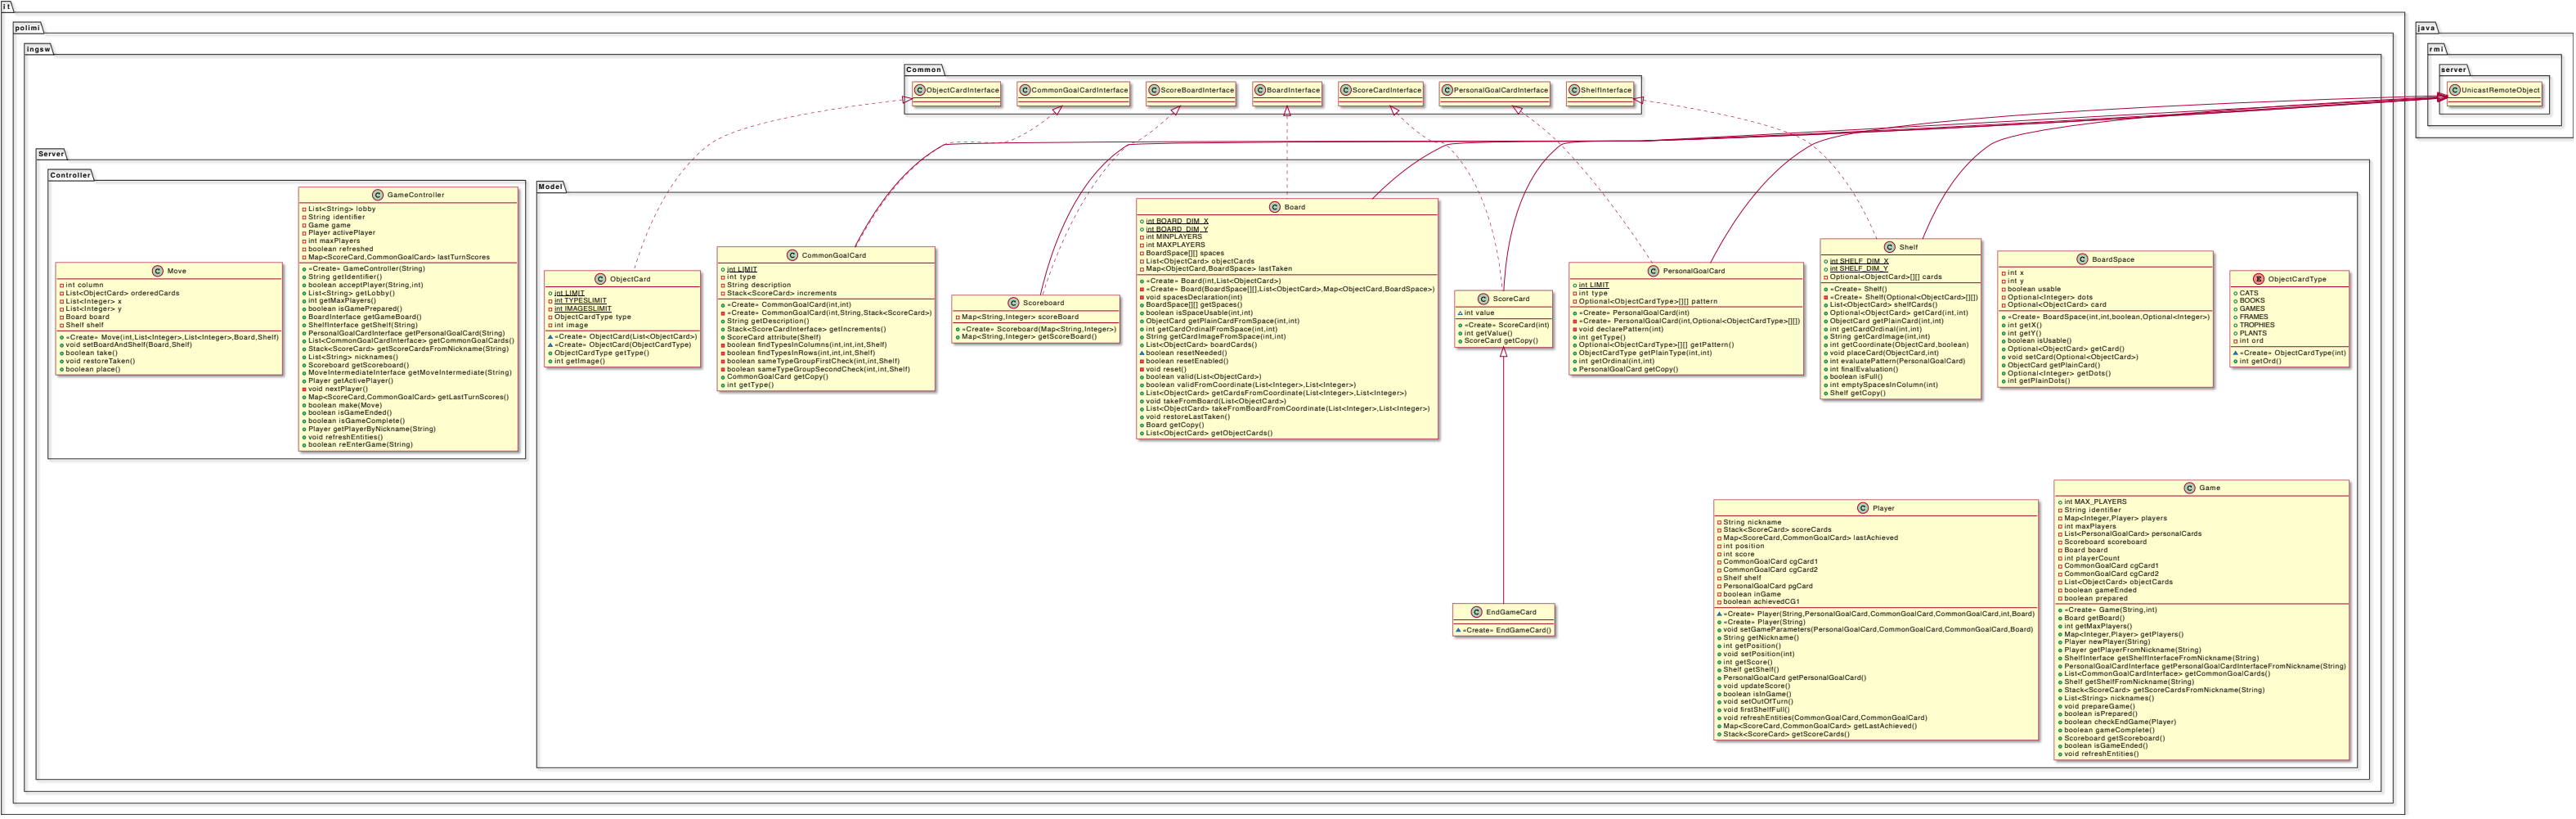 it
polimi
ingsw
Common
ObjectCardInterface
CommonGoalCardInterface
ScoreBoardInterface
BoardInterface
ScoreCardInterface
PersonalGoalCardInterface
ShelfInterface
java
rmi
server
UnicastRemoteObject
Server
Controller
Move
int column
List<ObjectCard> orderedCards
List<Integer> x
List<Integer> y
Board board
Shelf shelf
«Create» Move(int,List<Integer>,List<Integer>,Board,Shelf)
void setBoardAndShelf(Board,Shelf)
boolean take()
void restoreTaken()
boolean place()
GameController
List<String> lobby
String identifier
Game game
Player activePlayer
int maxPlayers
boolean refreshed
Map<ScoreCard,CommonGoalCard> lastTurnScores
«Create» GameController(String)
String getIdentifier()
boolean acceptPlayer(String,int)
List<String> getLobby()
int getMaxPlayers()
boolean isGamePrepared()
BoardInterface getGameBoard()
ShelfInterface getShelf(String)
PersonalGoalCardInterface getPersonalGoalCard(String)
List<CommonGoalCardInterface> getCommonGoalCards()
Stack<ScoreCard> getScoreCardsFromNickname(String)
List<String> nicknames()
Scoreboard getScoreboard()
MoveIntermediateInterface getMoveIntermediate(String)
Player getActivePlayer()
void nextPlayer()
Map<ScoreCard,CommonGoalCard> getLastTurnScores()
boolean make(Move)
boolean isGameEnded()
boolean isGameComplete()
Player getPlayerByNickname(String)
void refreshEntities()
boolean reEnterGame(String)
Model
ObjectCard
int LIMIT
int TYPESLIMIT
int IMAGESLIMIT
ObjectCardType type
int image
«Create» ObjectCard(List<ObjectCard>)
«Create» ObjectCard(ObjectCardType)
ObjectCardType getType()
int getImage()
CommonGoalCard
int LIMIT
int type
String description
Stack<ScoreCard> increments
«Create» CommonGoalCard(int,int)
«Create» CommonGoalCard(int,String,Stack<ScoreCard>)
String getDescription()
Stack<ScoreCardInterface> getIncrements()
ScoreCard attribute(Shelf)
boolean findTypesInColumns(int,int,int,Shelf)
boolean findTypesInRows(int,int,int,Shelf)
boolean sameTypeGroupFirstCheck(int,int,Shelf)
boolean sameTypeGroupSecondCheck(int,int,Shelf)
CommonGoalCard getCopy()
int getType()
Scoreboard
Map<String,Integer> scoreBoard
«Create» Scoreboard(Map<String,Integer>)
Map<String,Integer> getScoreBoard()
Board
int BOARD_DIM_X
int BOARD_DIM_Y
int MINPLAYERS
int MAXPLAYERS
BoardSpace[][] spaces
List<ObjectCard> objectCards
Map<ObjectCard,BoardSpace> lastTaken
«Create» Board(int,List<ObjectCard>)
«Create» Board(BoardSpace[][],List<ObjectCard>,Map<ObjectCard,BoardSpace>)
void spacesDeclaration(int)
boolean isSpaceUsable(int,int)
BoardSpace[][] getSpaces()
int getCardOrdinalFromSpace(int,int)
ObjectCard getPlainCardFromSpace(int,int)
String getCardImageFromSpace(int,int)
List<ObjectCard> boardCards()
boolean resetNeeded()
boolean resetEnabled()
void reset()
boolean valid(List<ObjectCard>)
boolean validFromCoordinate(List<Integer>,List<Integer>)
List<ObjectCard> getCardsFromCoordinate(List<Integer>,List<Integer>)
void takeFromBoard(List<ObjectCard>)
List<ObjectCard> takeFromBoardFromCoordinate(List<Integer>,List<Integer>)
void restoreLastTaken()
Board getCopy()
List<ObjectCard> getObjectCards()
ScoreCard
int value
«Create» ScoreCard(int)
int getValue()
ScoreCard getCopy()
PersonalGoalCard
int LIMIT
int type
Optional<ObjectCardType>[][] pattern
«Create» PersonalGoalCard(int)
«Create» PersonalGoalCard(int,Optional<ObjectCardType>[][])
void declarePattern(int)
int getType()
Optional<ObjectCardType>[][] getPattern()
ObjectCardType getPlainType(int,int)
int getOrdinal(int,int)
PersonalGoalCard getCopy()
Shelf
int SHELF_DIM_X
int SHELF_DIM_Y
Optional<ObjectCard>[][] cards
«Create» Shelf()
«Create» Shelf(Optional<ObjectCard>[][])
List<ObjectCard> shelfCards()
Optional<ObjectCard> getCard(int,int)
ObjectCard getPlainCard(int,int)
int getCardOrdinal(int,int)
String getCardImage(int,int)
int getCoordinate(ObjectCard,boolean)
void placeCard(ObjectCard,int)
int evaluatePattern(PersonalGoalCard)
int finalEvaluation()
boolean isFull()
int emptySpacesInColumn(int)
Shelf getCopy()
BoardSpace
int x
int y
boolean usable
Optional<Integer> dots
Optional<ObjectCard> card
«Create» BoardSpace(int,int,boolean,Optional<Integer>)
int getX()
int getY()
boolean isUsable()
Optional<ObjectCard> getCard()
void setCard(Optional<ObjectCard>)
ObjectCard getPlainCard()
Optional<Integer> getDots()
int getPlainDots()
ObjectCardType
CATS
BOOKS
GAMES
FRAMES
TROPHIES
PLANTS
int ord
«Create» ObjectCardType(int)
int getOrd()
EndGameCard
«Create» EndGameCard()
Player
String nickname
Stack<ScoreCard> scoreCards
Map<ScoreCard,CommonGoalCard> lastAchieved
int position
int score
CommonGoalCard cgCard1
CommonGoalCard cgCard2
Shelf shelf
PersonalGoalCard pgCard
boolean inGame
boolean achievedCG1
«Create» Player(String,PersonalGoalCard,CommonGoalCard,CommonGoalCard,int,Board)
«Create» Player(String)
void setGameParameters(PersonalGoalCard,CommonGoalCard,CommonGoalCard,Board)
String getNickname()
int getPosition()
void setPosition(int)
int getScore()
Shelf getShelf()
PersonalGoalCard getPersonalGoalCard()
void updateScore()
boolean isInGame()
void setOutOfTurn()
void firstShelfFull()
void refreshEntities(CommonGoalCard,CommonGoalCard)
Map<ScoreCard,CommonGoalCard> getLastAchieved()
Stack<ScoreCard> getScoreCards()
Game
int MAX_PLAYERS
String identifier
Map<Integer,Player> players
int maxPlayers
List<PersonalGoalCard> personalCards
Scoreboard scoreboard
Board board
int playerCount
CommonGoalCard cgCard1
CommonGoalCard cgCard2
List<ObjectCard> objectCards
boolean gameEnded
boolean prepared
«Create» Game(String,int)
Board getBoard()
int getMaxPlayers()
Map<Integer,Player> getPlayers()
Player newPlayer(String)
Player getPlayerFromNickname(String)
ShelfInterface getShelfInterfaceFromNickname(String)
PersonalGoalCardInterface getPersonalGoalCardInterfaceFromNickname(String)
List<CommonGoalCardInterface> getCommonGoalCards()
Shelf getShelfFromNickname(String)
Stack<ScoreCard> getScoreCardsFromNickname(String)
List<String> nicknames()
void prepareGame()
boolean isPrepared()
boolean checkEndGame(Player)
boolean gameComplete()
Scoreboard getScoreboard()
boolean isGameEnded()
void refreshEntities()